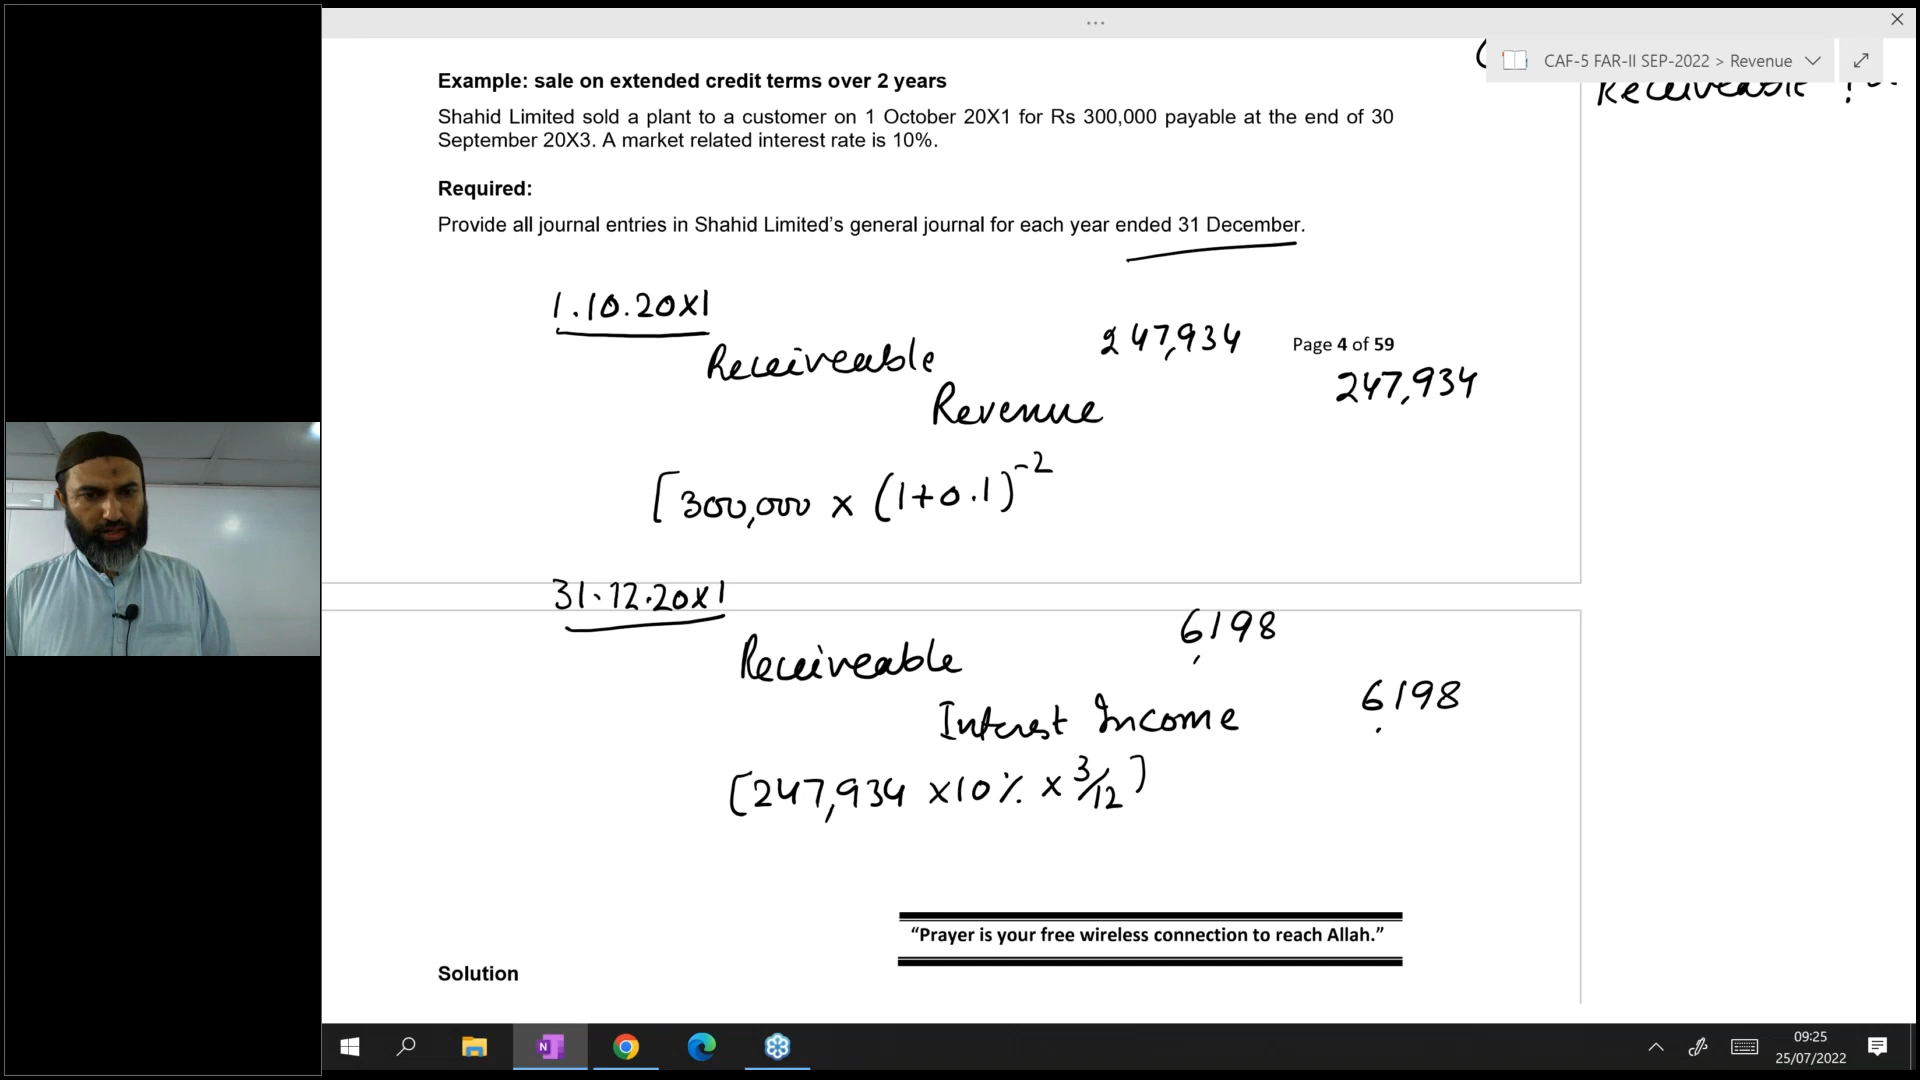 CAF-5 FAR-II SEP-2022 > Revenue
Receiveable
Example: sale on extended credit terms over 2 years
Shahid Limited sold a plant to a customer on 1 October 20X1 for Rs 300,000 payable at the end of 30
September 20X3. A market related interest rate is 10%.
Required:
Provide all journal entries in Shahid Limited’s general journal for each year ended 31 December.
1.10.20X1
Receiveable 247,934
Page 4 of 59
Revenue 247,934
[300,000 x (1+0.1)-2
31.12.20X1
Receiveable 6,198
Interest Income 6,198
[247,934 x10% x 3/12]
“Prayer is your free wireless connection to reach Allah.”
Solution
09:25
25/07/2022